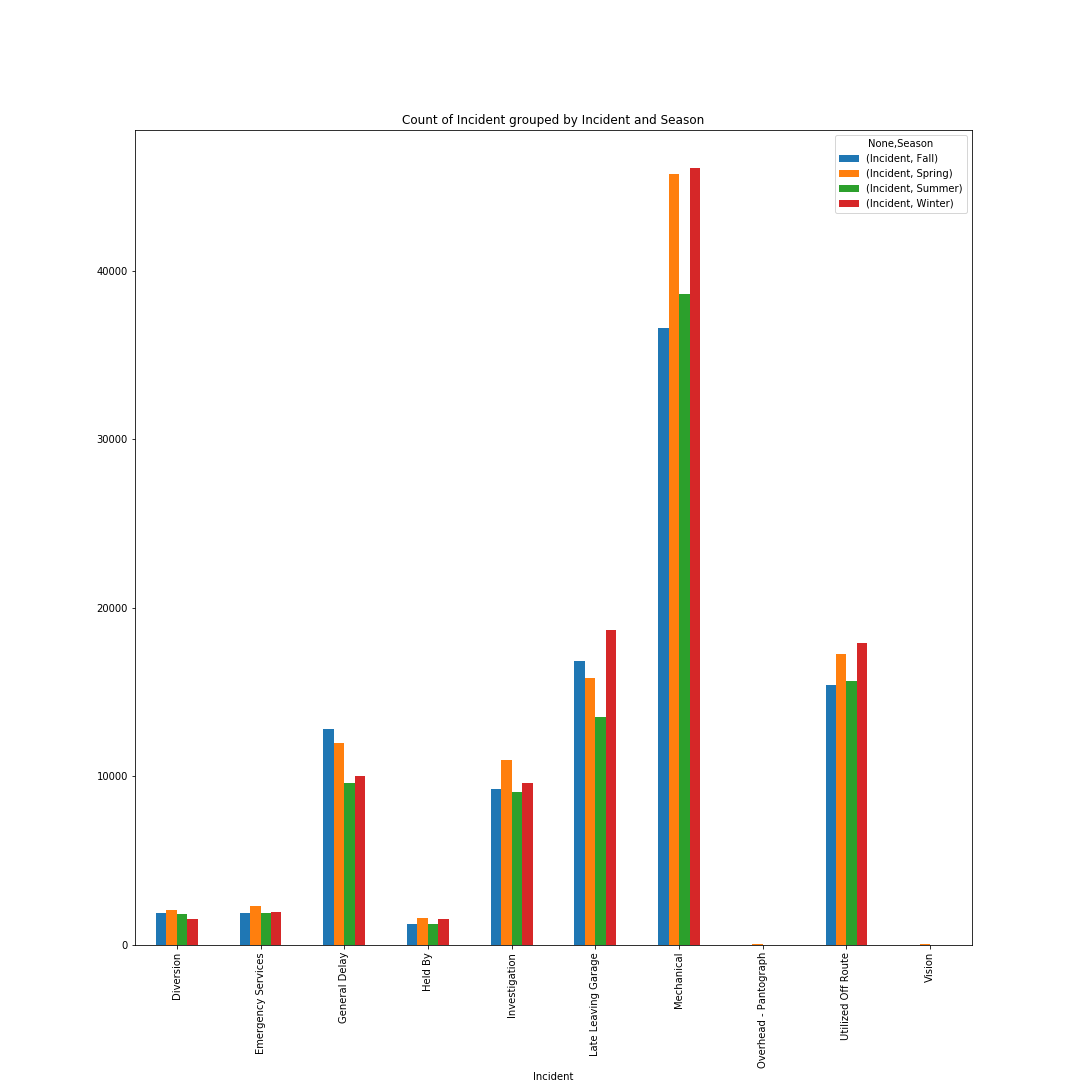 Count of Incident grouped by Incident and Season
None,Season
(Incident, Fall)
(Incident, Spring)
(Incident, Summer)
(Incident, Winter)
40000
30000
20000
10000
0
Diversion
Emergency Services
General Delay
Held By
Investigation
Late Leaving Garage
Mechanical
Overhead - Pantograph
Utilized Off Route
Vision
Incident